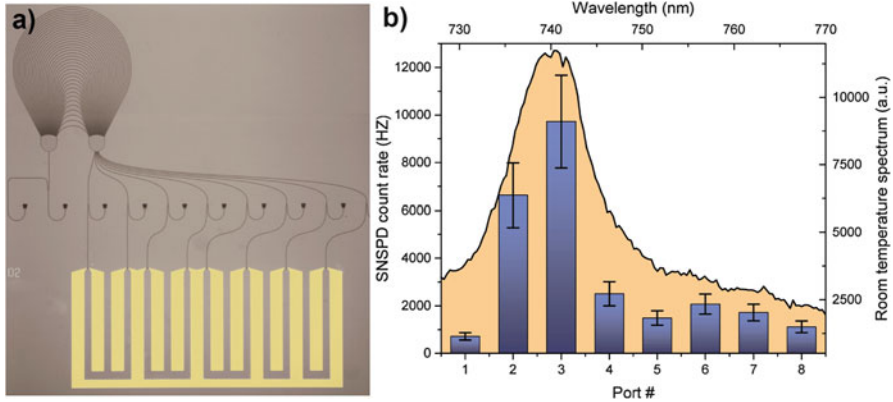 a)
02
b)
Wavelength (nm)
730 740 750 760 770
SNSPD count rate (HZ)
12000
10000
8000
6000
4000
2000
0
10000
7500
5000
2500
Room temperature spectrum (a.u.)
1 2 3 4 5 6 7 8
Port #